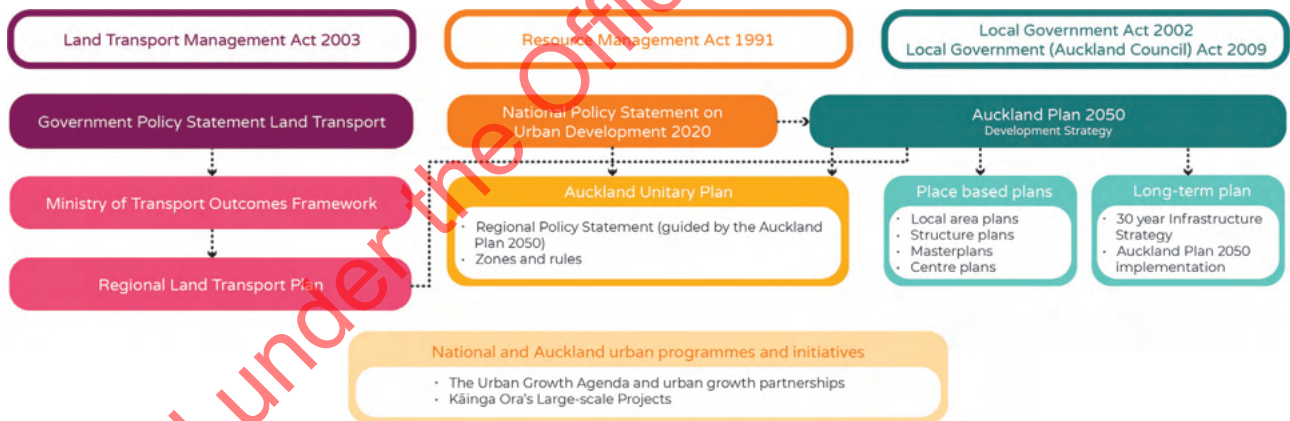 Land Transport Management Act 2003
Resource Management Act 1991
Local Government Act 2002
Local Government (Auckland Council) Act 2009
Government Policy Statement Land Transport
National Policy Statement on
Urban Development 2020
Auckland Plan 2050
Development Strategy
Ministry of Transport Outcomes Framework
Regional Land Transport Plan
Auckland Unitary Plan
· Regional Policy Statement (guided by the Auckland
Plan 2050)
· Zones and rules
Place based plans
· Local area plans
· Structure plans
· Masterplans
· Centre plans
Long-term plan
· 30 year Infrastructure
Strategy
· Auckland Plan 2050
implementation
National and Auckland urban programmes and initiatives
· The Urban Growth Agenda and urban growth partnerships
· Kāinga Ora's Large-scale Projects
under the